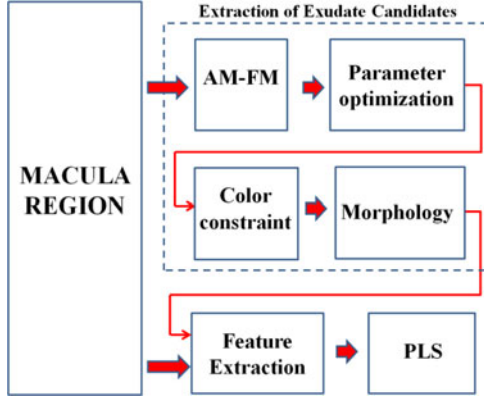 Extraction of Exudate Candidates
AM-FM
Parameter
optimization
MACULA
REGION
Color
constraint
Morphology
Feature
Extraction
PLS